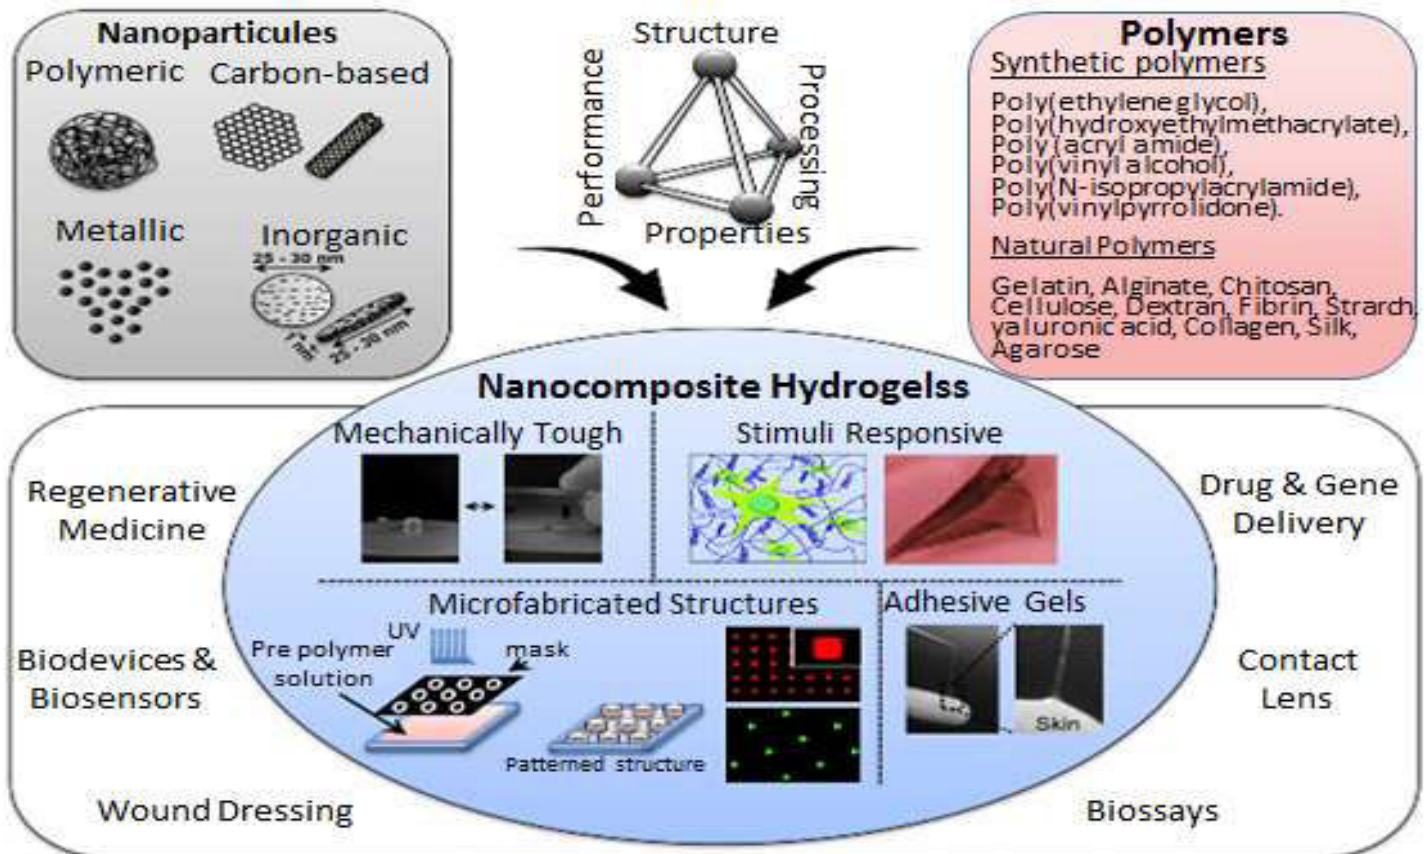 Nanoparticules
Polymeric
Carbon-based
Metallic
Inorganic
25 - 30 nm
7 nm
25 - 30 nm
Structure
Performance
Processing
Properties
Polymers
Synthetic polymers
Poly(ethylene glycol),
Poly(hydroxyethylmethacrylate),
Poly (acryl amide),
Poly(vinyl alcohol),
Poly(N-isopropylacrylamide),
Poly(vinylpyrrolidone).
Natural Polymers
Gelatin, Alginate, Chitosan,
Cellulose, Dextran, Fibrin, Strarch,
yaluronic acid, Collagen, Silk,
Agarose
Nanocomposite Hydrogelss
Mechanically Tough
Stimuli Responsive
Microfabricated Structures
Adhesive Gels
UV
Pre polymer
solution
mask
Patterned structure
Skin
Regenerative
Medicine
Biodevices &
Biosensors
Wound Dressing
Drug & Gene
Delivery
Contact
Lens
Biossays